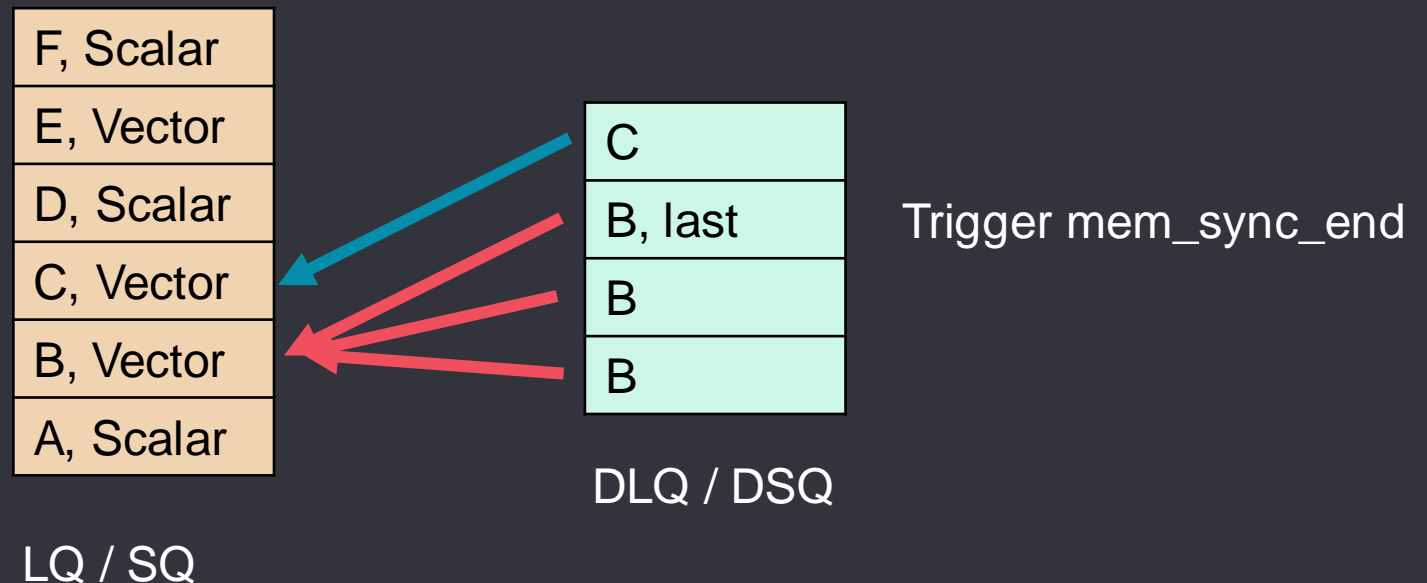 F, Scalar
E, Vector
D, Scalar
C, Vector
B, Vector
A, Scalar
LQ / SQ
C
B, last
B
B
DLQ / DSQ
Trigger mem_sync_end